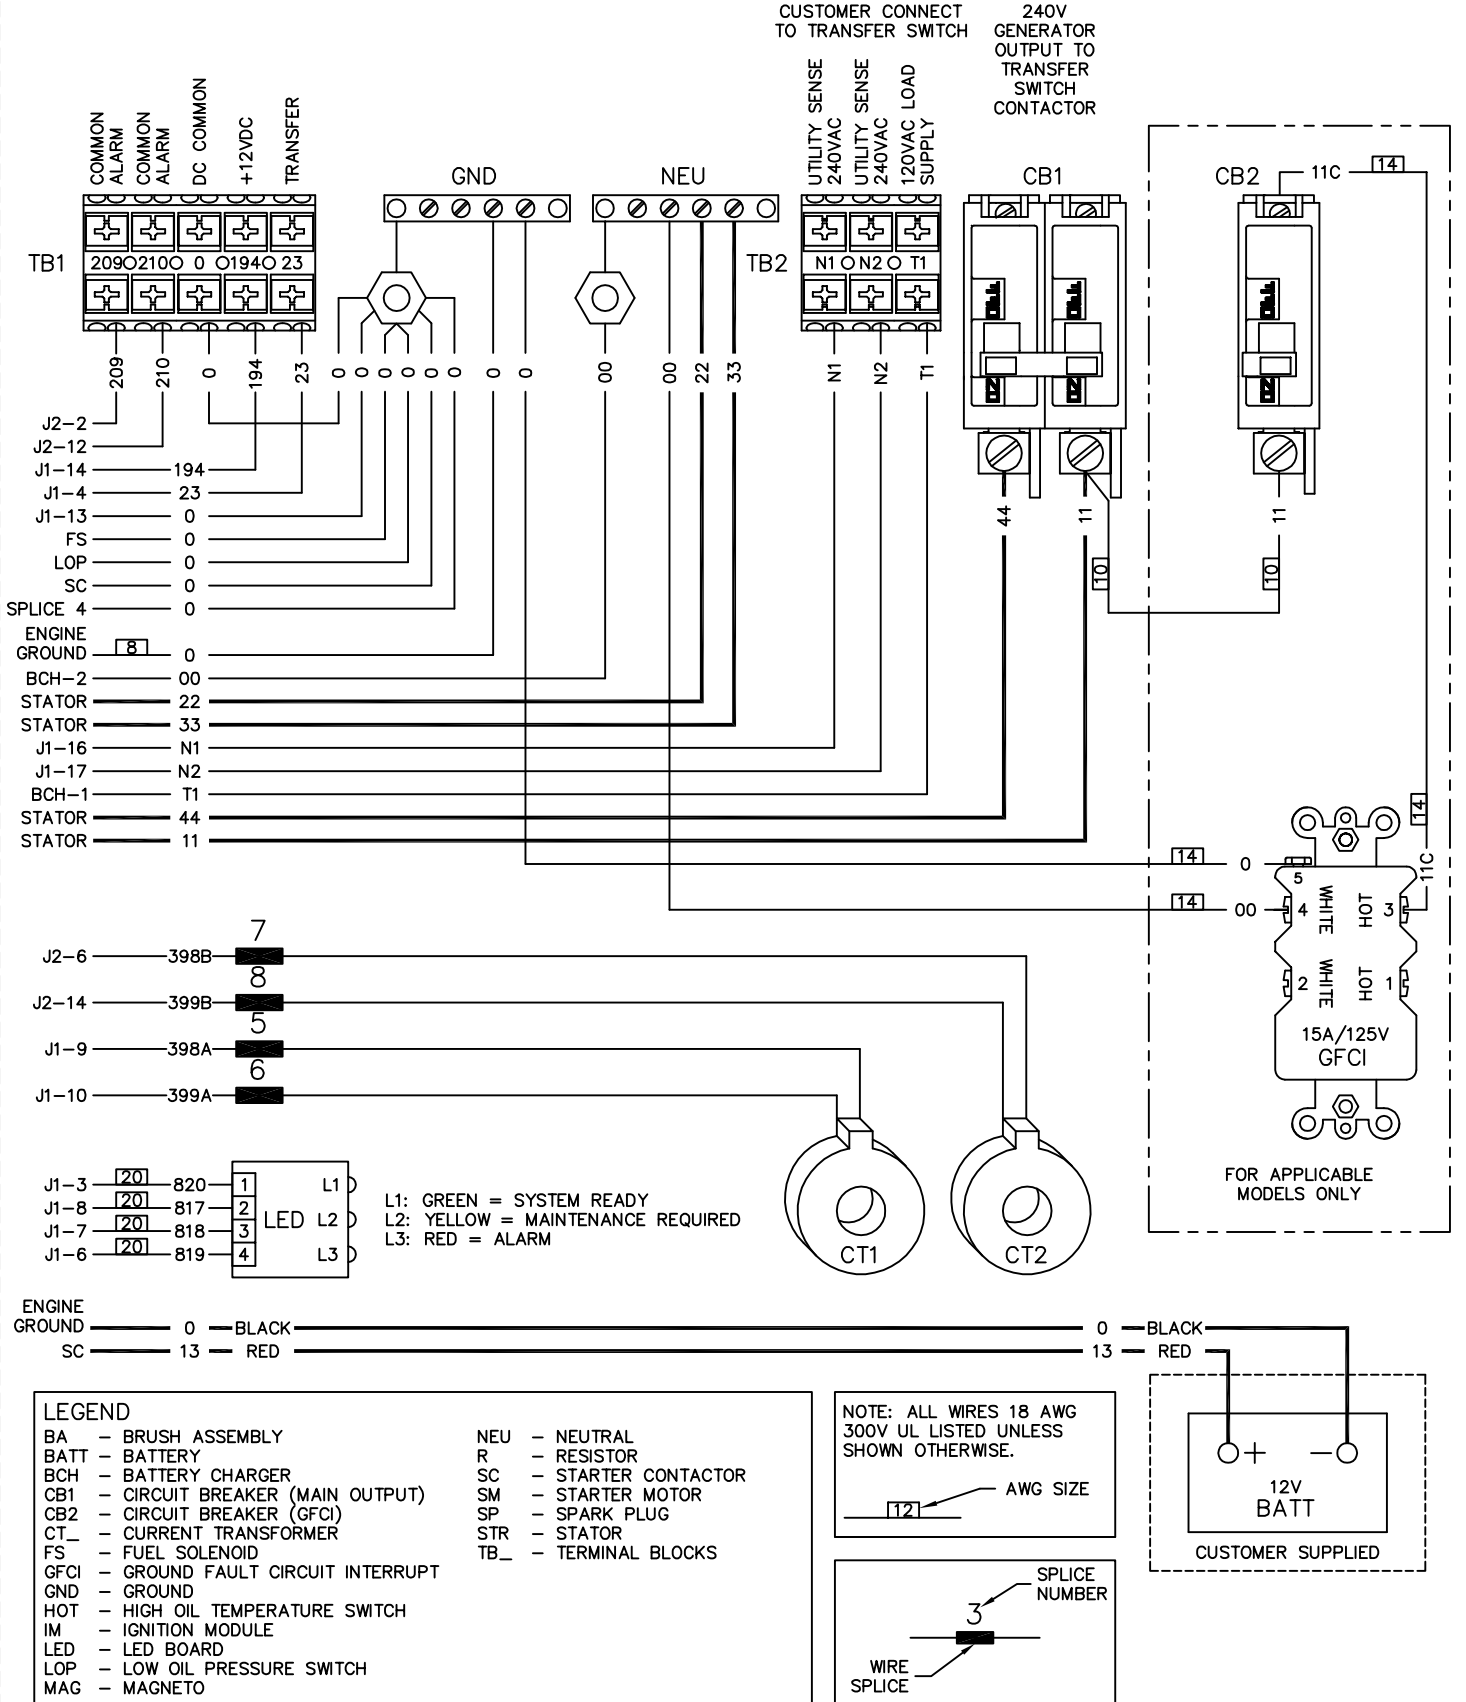 CUSTOMER CONNECT
TO TRANSFER SWITCH
240V
GENERATOR
OUTPUT TO
TRANSFER
SWITCH
CONTACTOR
COMMON
ALARM
COMMON
ALARM
DC COMMON
+12VDC
TRANSFER
GND
NEU
UTILITY SENSE
240VAC
UTILITY SENSE
240VAC
120VAC LOAD
SUPPLY
CB1
CB2
11C
14
TB1
209 210 0 194 23
TB2
N1 N2 T1
209
210
0
194
23
0
0
0
0
0
0
0
0
00
00
22
33
N1
N2
T1
44
11
11
10
10
J2-2
J2-12
J1-14 194
J1-4 23
J1-13 0
FS 0
LOP 0
SC 0
SPLICE 4 0
ENGINE
GROUND 8 0
BCH-2 00
STATOR 22
STATOR 33
J1-16 N1
J1-17 N2
BCH-1 T1
STATOR 44
STATOR 11
14
11C
14 0
14 00
5
4 WHITE HOT 3
2 WHITE HOT 1
15A/125V
GFCI
FOR APPLICABLE
MODELS ONLY
7
J2-6 398B
8
J2-14 399B
5
J1-9 398A
6
J1-10 399A
CT1
CT2
J1-3 20 820 1
J1-8 20 817 2
J1-7 20 818 3
J1-6 20 819 4
LED
L1
L2
L3
L1: GREEN = SYSTEM READY
L2: YELLOW = MAINTENANCE REQUIRED
L3: RED = ALARM
ENGINE
GROUND 0 BLACK 0 BLACK
SC 13 RED 13 RED
+ -
12V
BATT
CUSTOMER SUPPLIED
LEGEND
BA - BRUSH ASSEMBLY
BATT - BATTERY
BCH - BATTERY CHARGER
CB1 - CIRCUIT BREAKER (MAIN OUTPUT)
CB2 - CIRCUIT BREAKER (GFCI)
CT_ - CURRENT TRANSFORMER
FS - FUEL SOLENOID
GFCI - GROUND FAULT CIRCUIT INTERRUPT
GND - GROUND
HOT - HIGH OIL TEMPERATURE SWITCH
IM - IGNITION MODULE
LED - LED BOARD
LOP - LOW OIL PRESSURE SWITCH
MAG - MAGNETO
NEU - NEUTRAL
R - RESISTOR
SC - STARTER CONTACTOR
SM - STARTER MOTOR
SP - SPARK PLUG
STR - STATOR
TB_ - TERMINAL BLOCKS
NOTE: ALL WIRES 18 AWG
300V UL LISTED UNLESS
SHOWN OTHERWISE.
AWG SIZE
12
SPLICE
NUMBER
3
WIRE
SPLICE